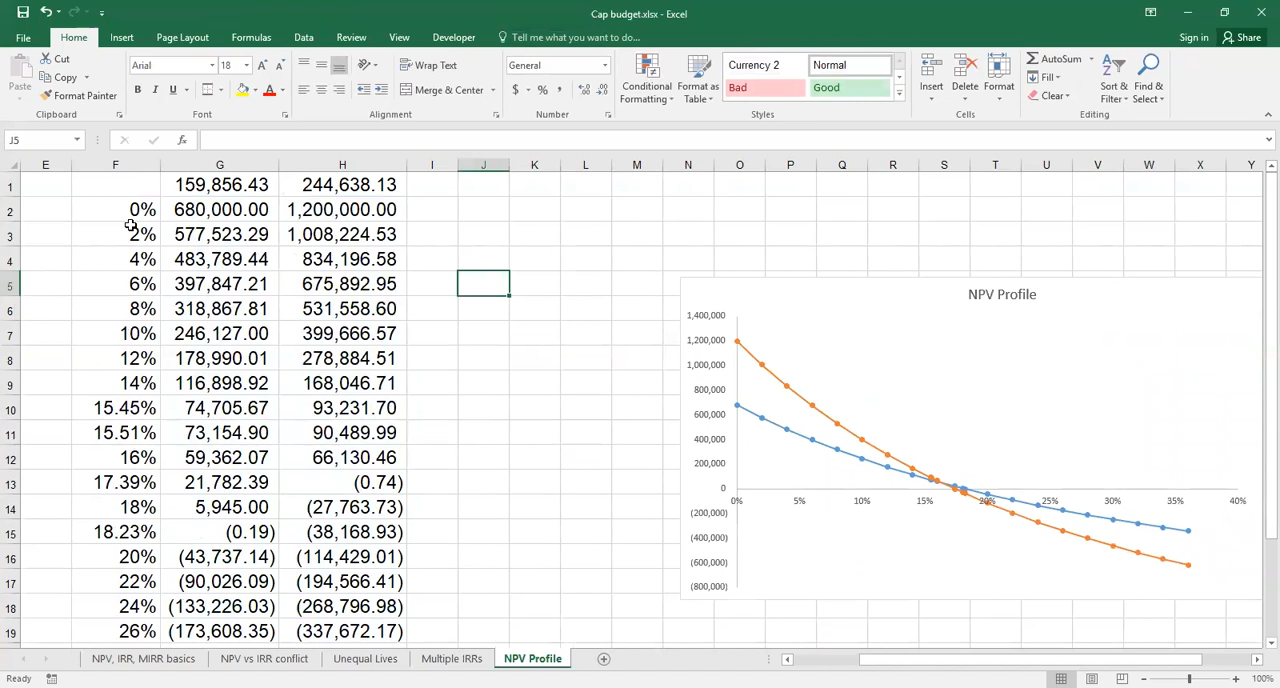 Cap budget.xlsx - Excel
File Home Insert Page Layout Formulas Data Review View Developer Tell me what you want to do... Sign in Share
Paste Cut Copy Format Painter Clipboard
Arial 18 A A B I U A Font
Wrap Text Merge & Center Alignment
General $ % , Number
Conditional Formatting Format as Table Currency 2 Normal Bad Good Styles
Insert Delete Format Cells
AutoSum Fill Clear Sort & Filter Find & Select Editing
J5 fx
E F G H I J K L M N O P Q R S T U V W X Y
1 159,856.43 244,638.13
2 0% 680,000.00 1,200,000.00
3 2% 577,523.29 1,008,224.53
4 4% 483,789.44 834,196.58
5 6% 397,847.21 675,892.95
6 8% 318,867.81 531,558.60
7 10% 246,127.00 399,666.57
8 12% 178,990.01 278,884.51
9 14% 116,898.92 168,046.71
10 15.45% 74,705.67 93,231.70
11 15.51% 73,154.90 90,489.99
12 16% 59,362.07 66,130.46
13 17.39% 21,782.39 (0.74)
14 18% 5,945.00 (27,763.73)
15 18.23% (0.19) (38,168.93)
16 20% (43,737.14) (114,429.01)
17 22% (90,026.09) (194,566.41)
18 24% (133,226.03) (268,796.98)
19 26% (173,608.35) (337,672.17)
NPV Profile
1,400,000
1,200,000
1,000,000
800,000
600,000
400,000
200,000
0
(200,000)
(400,000)
(600,000)
(800,000)
0% 5% 10% 15% 20% 25% 30% 35% 40%
NPV, IRR, MIRR basics NPV vs IRR conflict Unequal Lives Multiple IRRs NPV Profile
Ready 100%